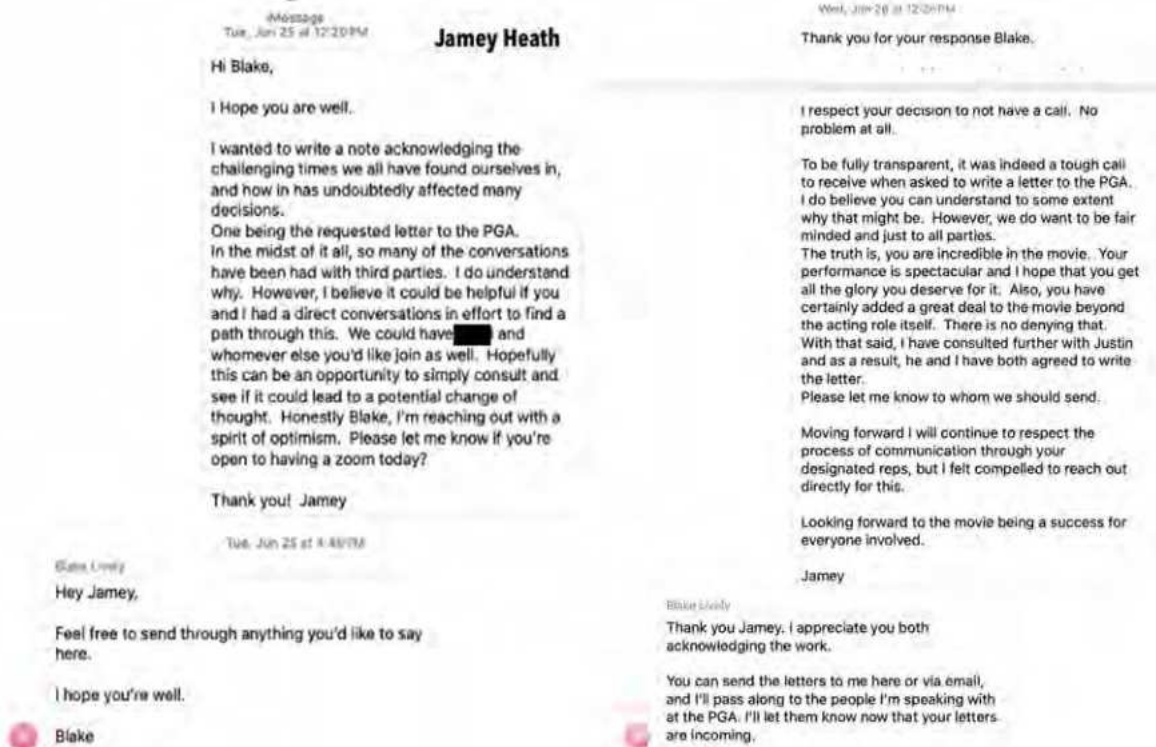 iMessage
Tue, Jun 25 at 12:20 PM
Jamey Heath
Hi Blake,
I Hope you are well.
I wanted to write a note acknowledging the
challenging times we all have found ourselves in,
and how in has undoubtedly affected many
decisions.
One being the requested letter to the PGA.
In the midst of it all, so many of the conversations
have been had with third parties. I do understand
why. However, I believe it could be helpful if you
and I had a direct conversations in effort to find a
path through this. We could have and
whomever else you'd like join as well. Hopefully
this can be an opportunity to simply consult and
see if it could lead to a potential change of
thought. Honestly Blake, I'm reaching out with a
spirit of optimism. Please let me know if you're
open to having a zoom today?
Thank you! Jamey
Tue, Jun 25 at PM
Blake Lively
Hey Jamey,
Feel free to send through anything you'd like to say
here.
I hope you're well.
Blake
Wed, Jun 26 at 12:26 PM
Thank you for your response Blake.
I respect your decision to not have a call. No
problem at all.
To be fully transparent, it was indeed a tough call
to receive when asked to write a letter to the PGA.
I do believe you can understand to some extent
why that might be. However, we do want to be fair
minded and just to all parties.
The truth is, you are incredible in the movie. Your
performance is spectacular and I hope that you get
all the glory you deserve for it. Also, you have
certainly added a great deal to the movie beyond
the acting role itself. There is no denying that.
With that said, I have consulted further with Justin
and as a result, he and I have both agreed to write
the letter.
Please let me know to whom we should send.
Moving forward I will continue to respect the
process of communication through your
designated reps, but I felt compelled to reach out
directly for this.
Looking forward to the movie being a success for
everyone involved.
Jamey
Blake Lively
Thank you Jamey. I appreciate you both
acknowledging the work.
You can send the letters to me here or via email,
and I'll pass along to the people I'm speaking with
at the PGA. I'll let them know now that your letters
are incoming.